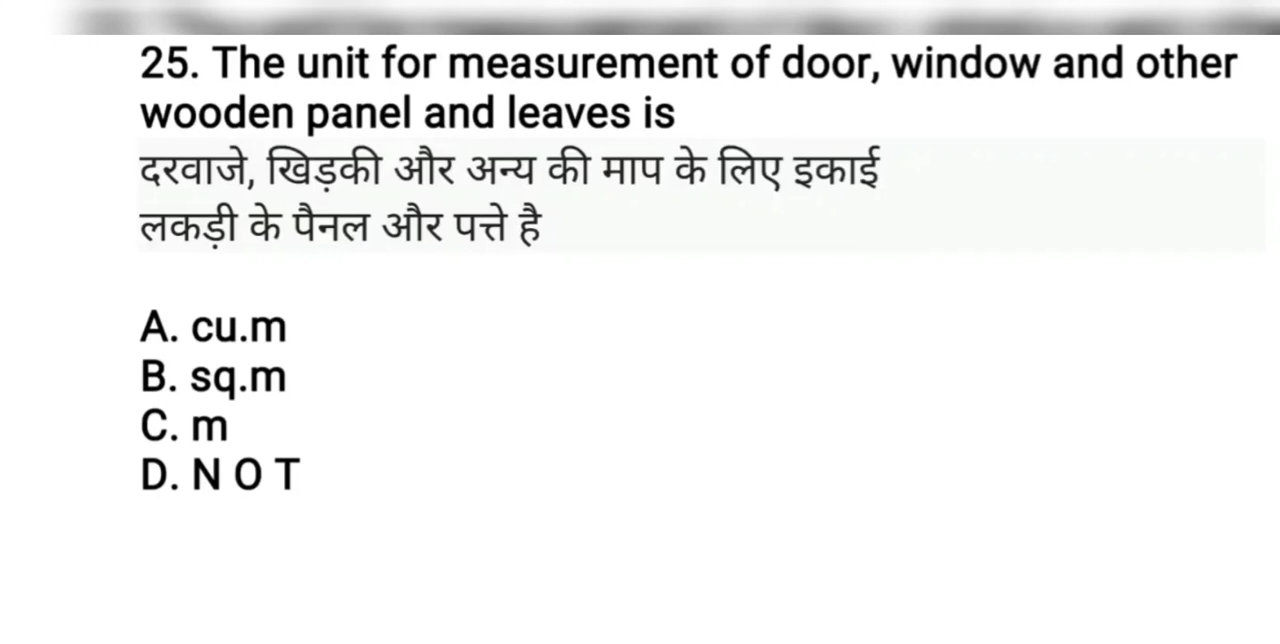 25. The unit for measurement of door, window and other
wooden panel and leaves is
दरवाजे, खिड़की और अन्य की माप के लिए इकाई
लकड़ी के पैनल और पत्ते है
A. cu.m
B. sq.m
C. m
D. N O T